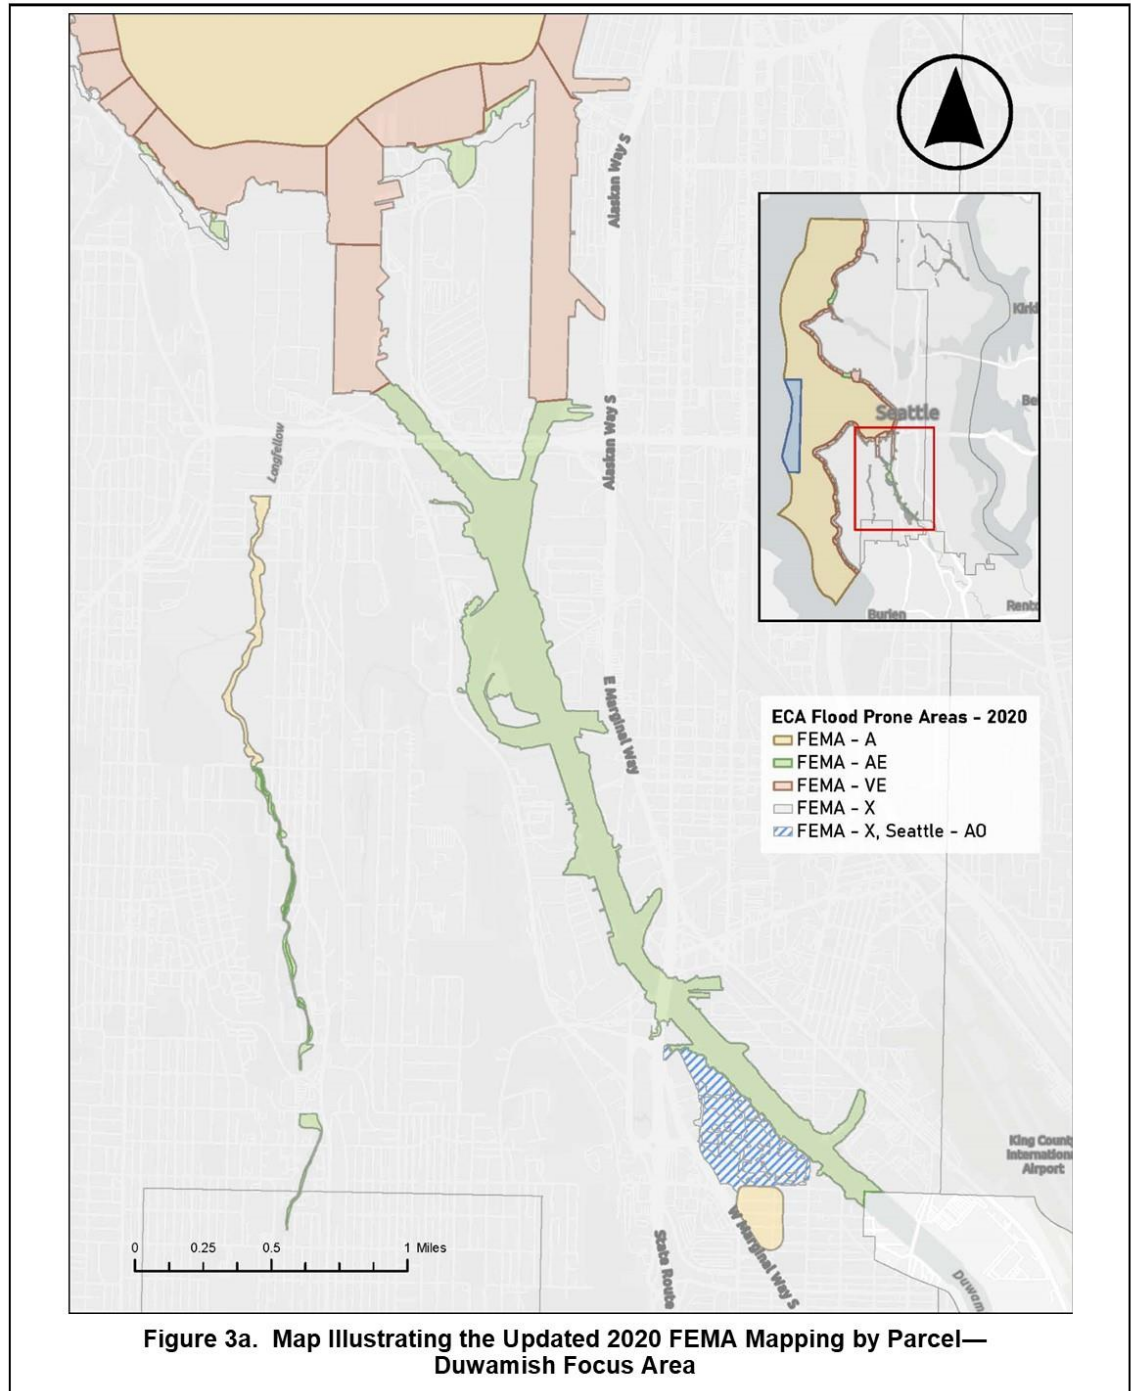 Alaskan Way S
Kirkl
Be
Seattle
Burien
Rento
Alaskan Way S
Longfellow
E Marginal Way
ECA Flood Prone Areas - 2020
FEMA - A
FEMA - AE
FEMA - VE
FEMA - X
FEMA - X, Seattle - AO
King County
International
Airport
W Marginal Way S
State Route
Duwam
0 0.25 0.5 1 Miles
Figure 3a. Map Illustrating the Updated 2020 FEMA Mapping by Parcel—
Duwamish Focus Area